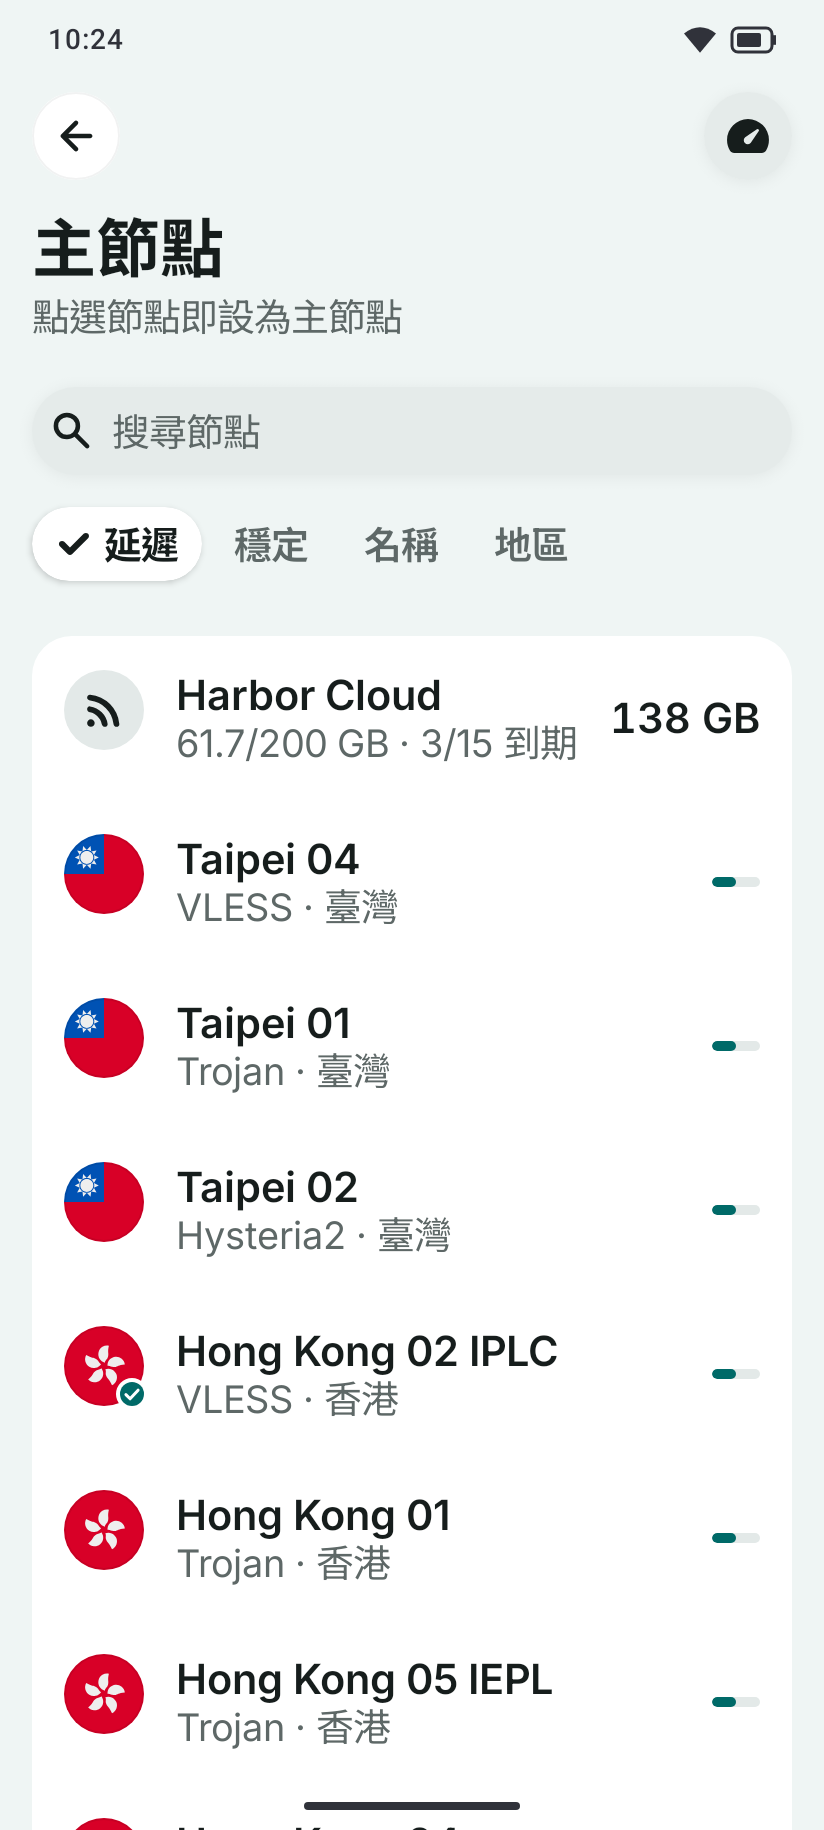 10:24
主節點
點選節點即設為主節點
搜尋節點
延遲
穩定
名稱
地區
Harbor Cloud
61.7/200 GB · 3/15 到期
138 GB
Taipei 04
VLESS · 臺灣
Taipei 01
Trojan · 臺灣
Taipei 02
Hysteria2 · 臺灣
Hong Kong 02 IPLC
VLESS · 香港
Hong Kong 01
Trojan · 香港
Hong Kong 05 IEPL
Trojan · 香港